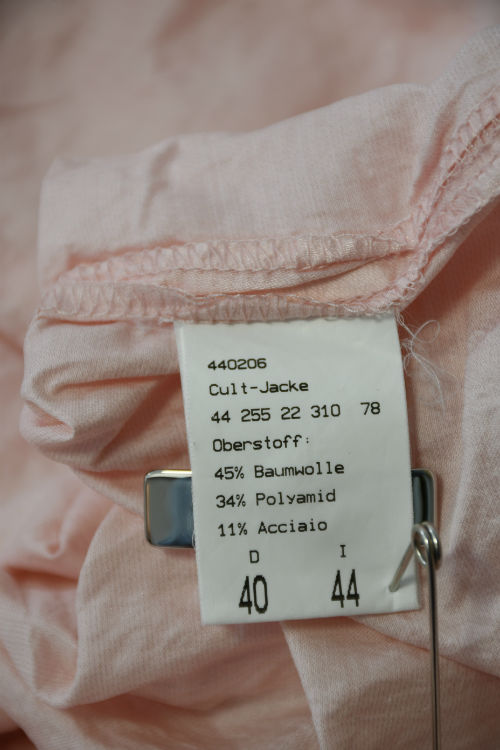 440206
Cult-Jacke
44 255 22 310 78
Oberstoff:
45% Baumwolle
34% Polyamid
11% Acciaio
D I
40 44